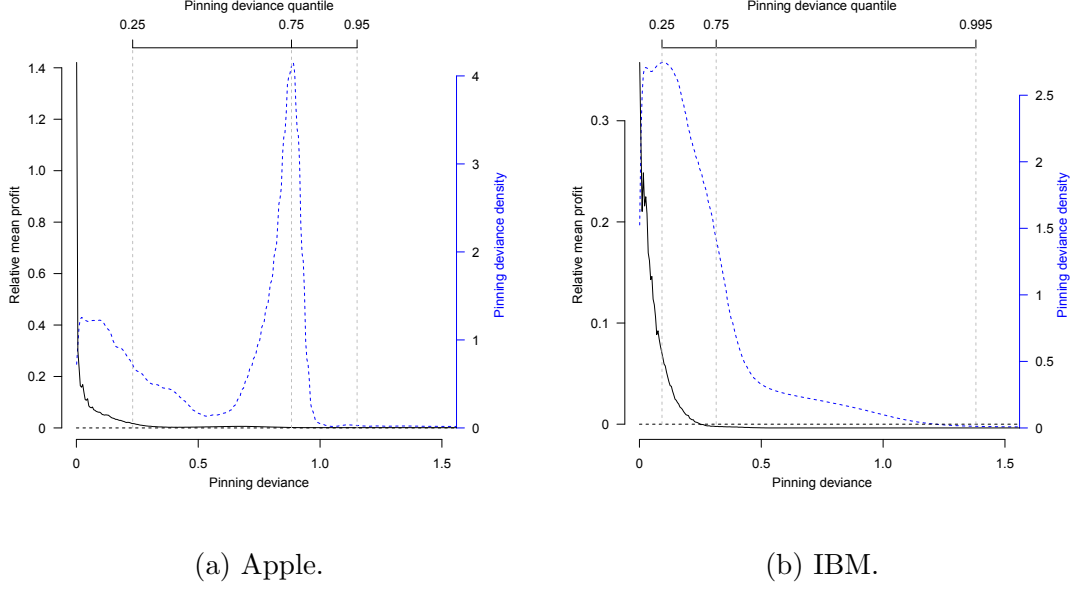 Pinning deviance quantile
0.25 0.75 0.95
1.4
1.2
1.0
0.8
0.6
0.4
0.2
0
Relative mean profit
4
3
2
1
0
Pinning deviance density
0 0.5 1.0 1.5
Pinning deviance
(a) Apple.
Pinning deviance quantile
0.25 0.75 0.995
0.3
0.2
0.1
0
Relative mean profit
2.5
2
1.5
1
0.5
0
Pinning deviance density
0 0.5 1.0 1.5
Pinning deviance
(b) IBM.